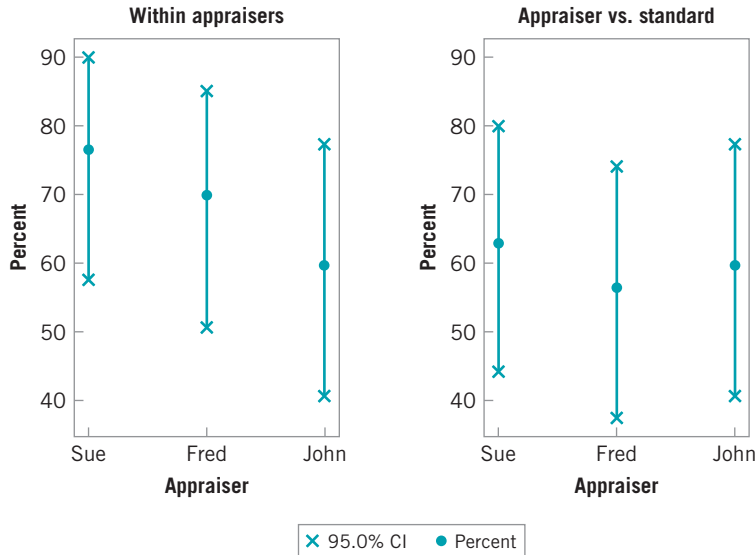 Within appraisers
Percent
90
80
70
60
50
40
Sue Fred John
Appraiser
Appraiser vs. standard
Percent
90
80
70
60
50
40
Sue Fred John
Appraiser
95.0% CI Percent